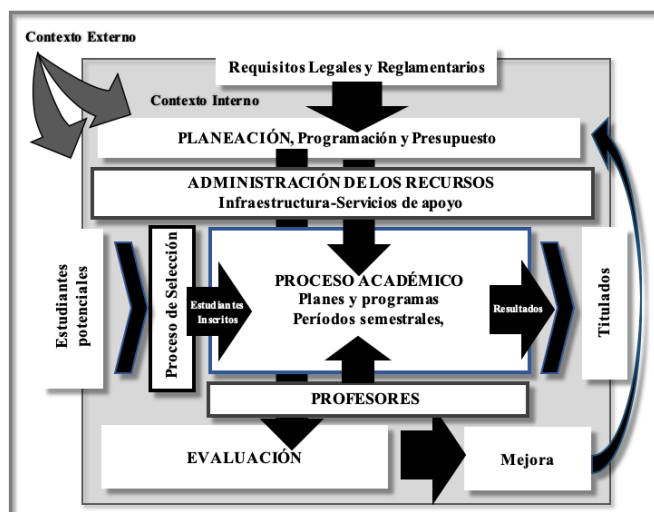 Contexto Externo
Requisitos Legales y Reglamentarios
Contexto Interno
PLANEACIÓN, Programación y Presupuesto
ADMINISTRACIÓN DE LOS RECURSOS
Infraestructura-Servicios de apoyo
Estudiantes
potenciales
Proceso de Selección
Estudiantes
Inscritos
PROCESO ACADÉMICO
Planes y programas
Períodos semestrales,
Resultados
Titulados
PROFESORES
EVALUACIÓN
Mejora